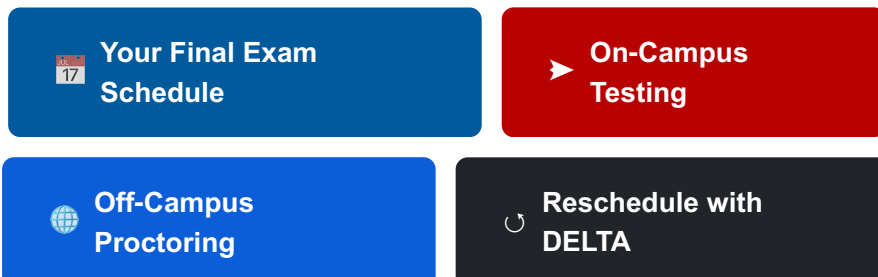 JUL
17
Your Final Exam
Schedule
On-Campus
Testing
Off-Campus
Proctoring
Reschedule with
DELTA